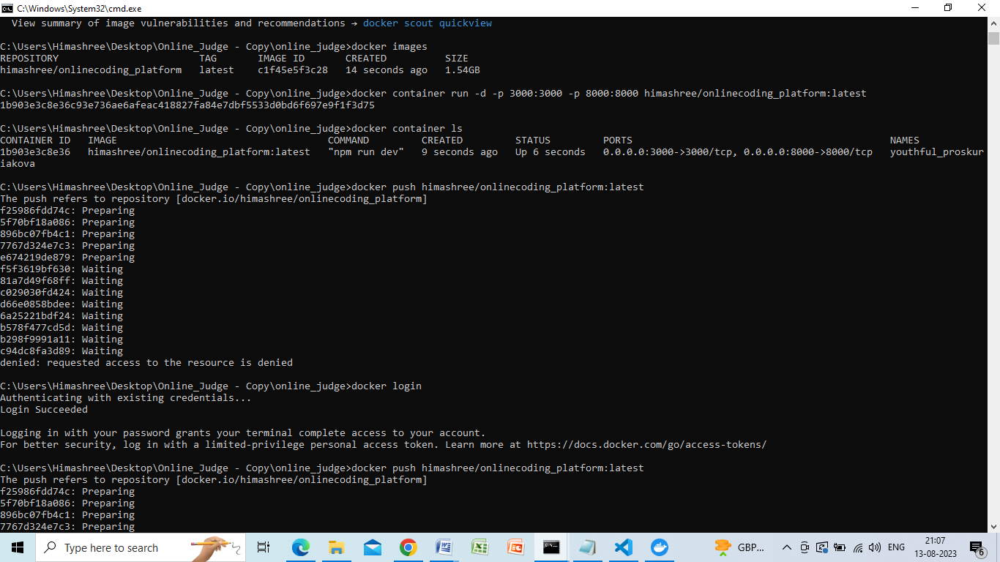 C:\Windows\System32\cmd.exe
View summary of image vulnerabilities and recommendations → docker scout quickview
C:\Users\Himashree\Desktop\Online_Judge - Copy\online_judge>docker images
REPOSITORY TAG IMAGE ID CREATED SIZE
himashree/onlinecoding_platform latest c1f45e5f3c28 14 seconds ago 1.54GB
C:\Users\Himashree\Desktop\Online_Judge - Copy\online_judge>docker container run -d -p 3000:3000 -p 8000:8000 himashree/onlinecoding_platform:latest
1b903e3c8e36c93e736ae6afeac418827fa84e7dbf5533d0bd6f697e9f1f3d75
C:\Users\Himashree\Desktop\Online_Judge - Copy\online_judge>docker container ls
CONTAINER ID IMAGE COMMAND CREATED STATUS PORTS NAMES
1b903e3c8e36 himashree/onlinecoding_platform:latest "npm run dev" 9 seconds ago Up 6 seconds 0.0.0.0:3000->3000/tcp, 0.0.0.0:8000->8000/tcp youthful_proskur
iakova
C:\Users\Himashree\Desktop\Online_Judge - Copy\online_judge>docker push himashree/onlinecoding_platform:latest
The push refers to repository [docker.io/himashree/onlinecoding_platform]
f25986fdd74c: Preparing
5f70bf18a086: Preparing
896bc07fb4c1: Preparing
7767d324e7c3: Preparing
e674219de879: Preparing
f5f3619bf630: Waiting
81a7d49f68ff: Waiting
c029030fd424: Waiting
d66e0858bdee: Waiting
6a25221bdf24: Waiting
b578f477cd5d: Waiting
b298f9991a11: Waiting
c94dc8fa3d89: Waiting
denied: requested access to the resource is denied
C:\Users\Himashree\Desktop\Online_Judge - Copy\online_judge>docker login
Authenticating with existing credentials...
Login Succeeded
Logging in with your password grants your terminal complete access to your account.
For better security, log in with a limited-privilege personal access token. Learn more at https://docs.docker.com/go/access-tokens/
C:\Users\Himashree\Desktop\Online_Judge - Copy\online_judge>docker push himashree/onlinecoding_platform:latest
The push refers to repository [docker.io/himashree/onlinecoding_platform]
f25986fdd74c: Preparing
5f70bf18a086: Preparing
896bc07fb4c1: Preparing
7767d324e7c3: Preparing
Type here to search
GBP...
ENG
21:07
13-08-2023
6